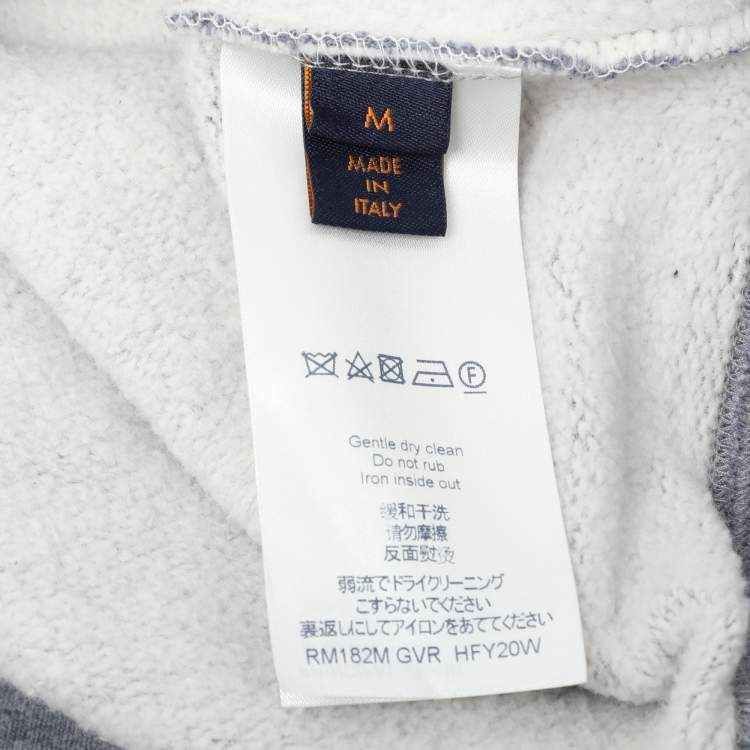 M
MADE
IN
ITALY
F
Gentle dry clean
Do not rub
Iron inside out
缓和干洗
请勿摩擦
反面熨烫
弱流でドライクリーニング
こすらないでください
裏返しにしてアイロンをあててください
RM182M GVR HFY20W